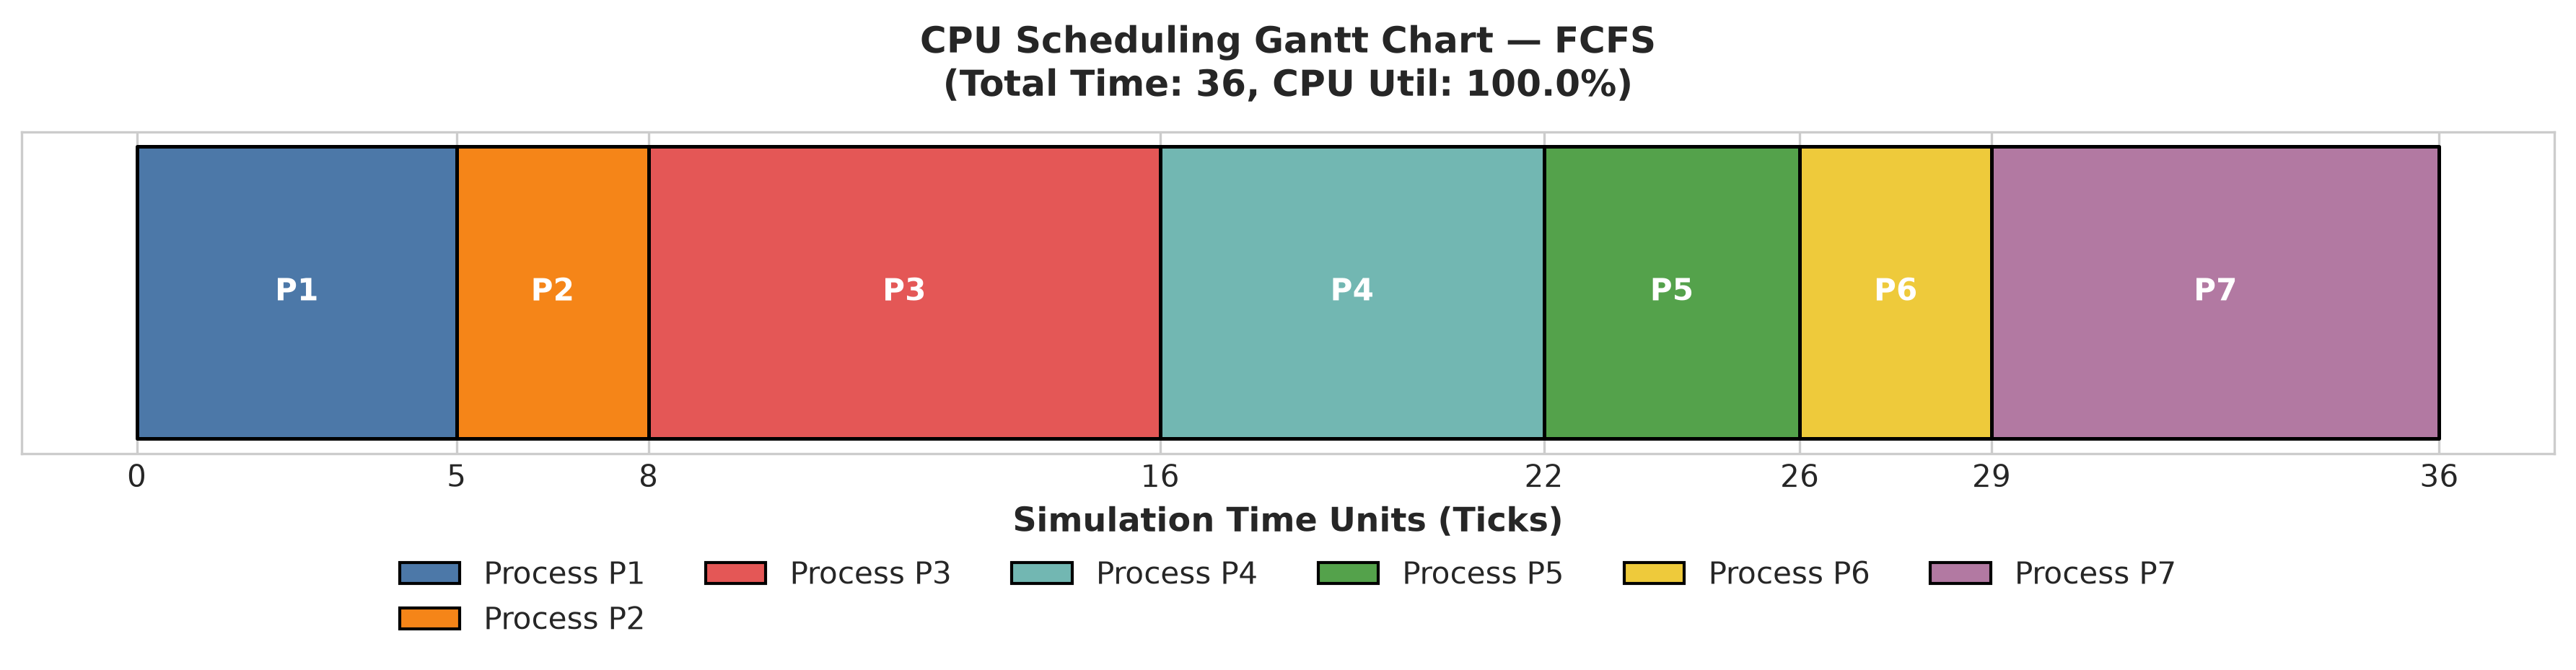 CPU Scheduling Gantt Chart — FCFS
(Total Time: 36, CPU Util: 100.0%)
P1 P2 P3 P4 P5 P6 P7
0 5 8 16 22 26 29 36
Simulation Time Units (Ticks)
Process P1 Process P3 Process P4 Process P5 Process P6 Process P7
Process P2